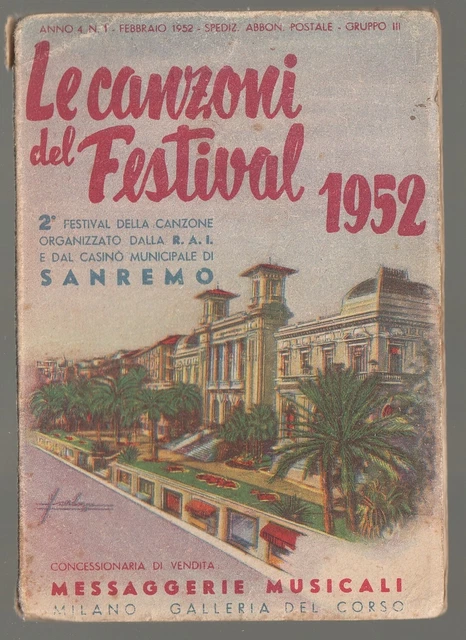 ANNO 4, N. 1 - FEBBRAIO 1952 - SPEDIZ. ABBON. POSTALE - GRUPPO III
Le canzoni
del Festival
1952
2° FESTIVAL DELLA CANZONE
ORGANIZZATO DALLA R.A.I.
E DAL CASINÒ MUNICIPALE DI
SANREMO
CONCESSIONARIA DI VENDITA
MESSAGGERIE MUSICALI
MILANO GALLERIA DEL CORSO